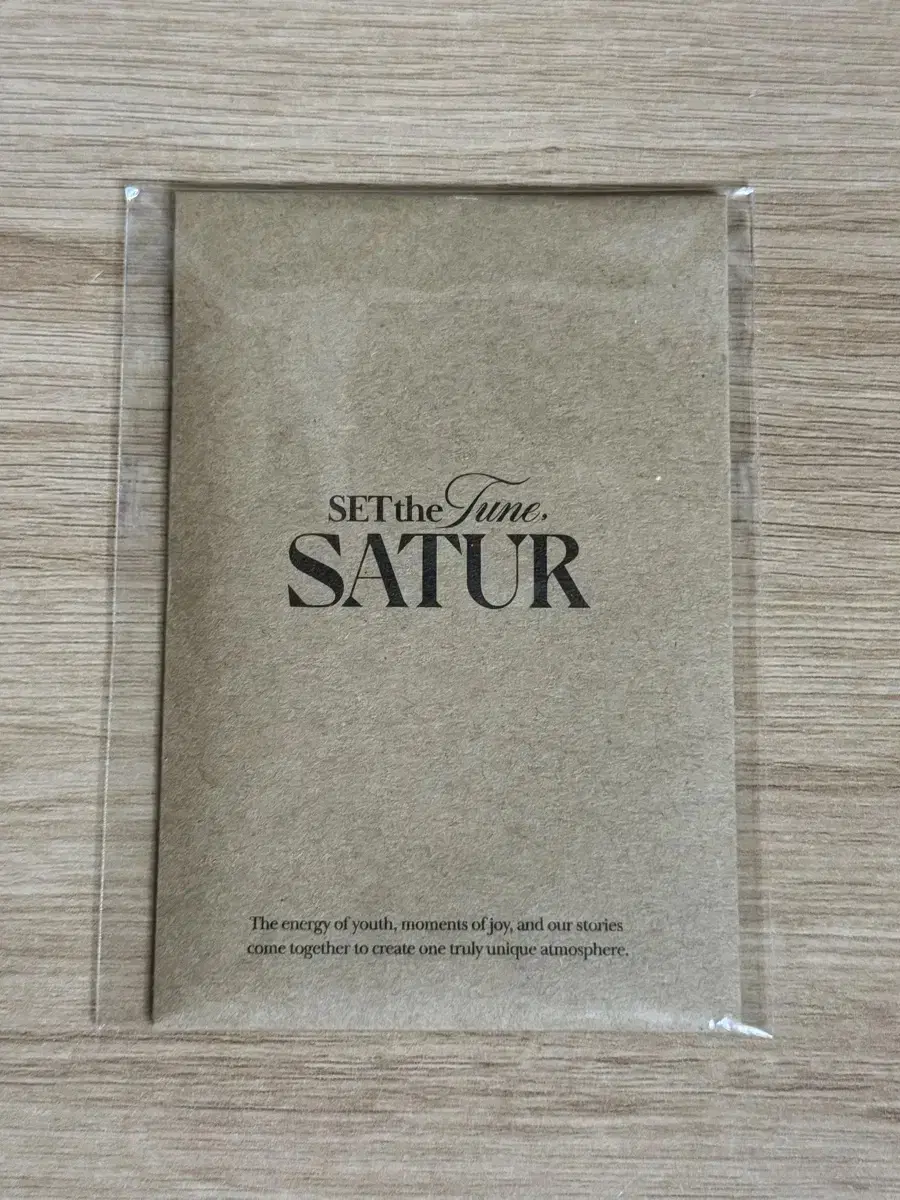 SET the Tune,
SATUR
The energy of youth, moments of joy, and our stories
come together to create one truly unique atmosphere.